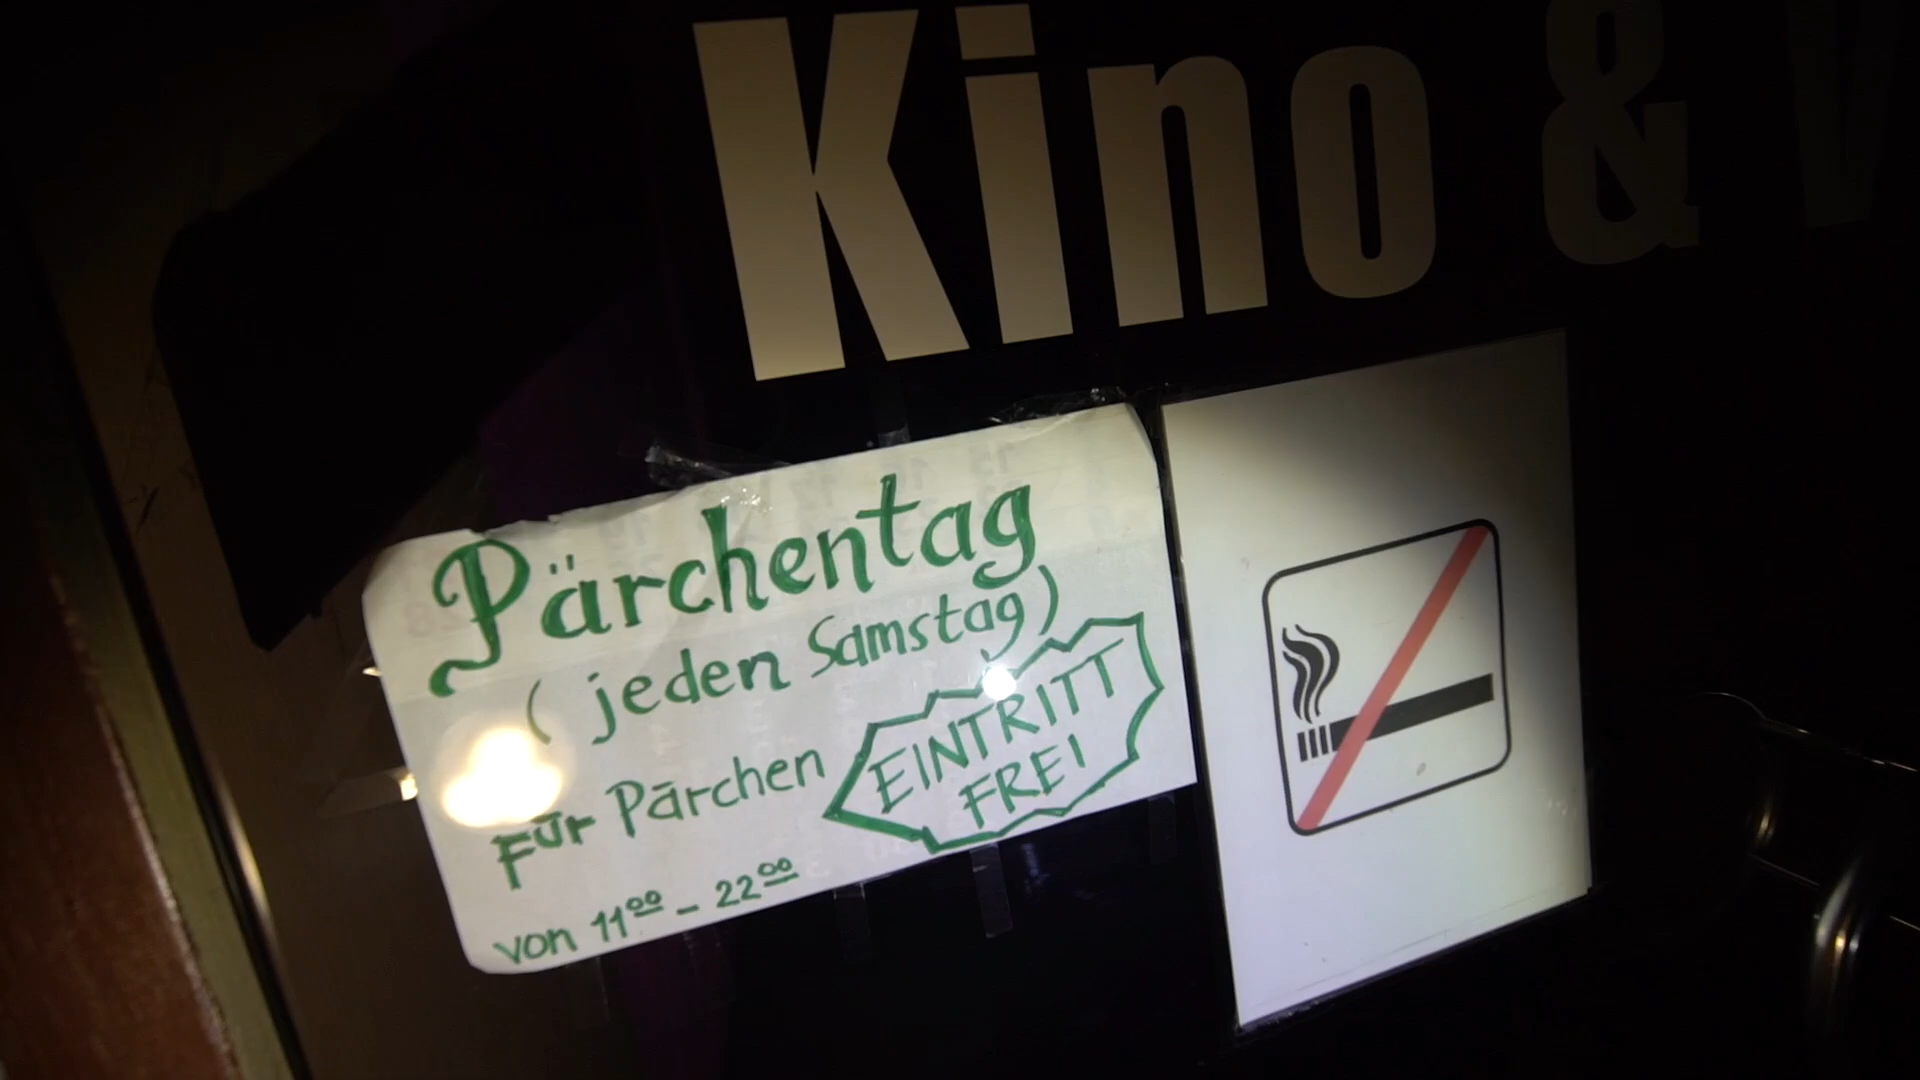 Kino & V
Pärchentag
( jeden Samstag)
Für Pärchen EINTRITT
FREI
von 11⁰⁰ - 22⁰⁰